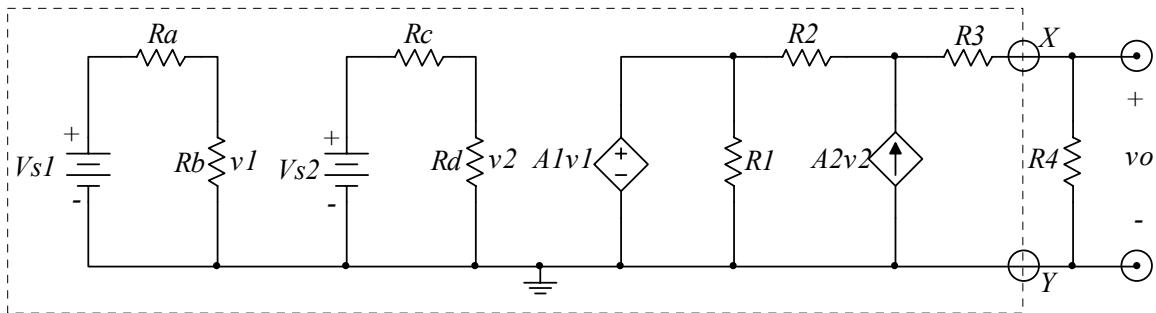 Ra
Rc
R2
R3
X
+
+
+
Vs1
-
Rb
v1
Vs2
-
Rd
v2
A1v1
+
-
R1
A2v2
R4
vo
-
Y